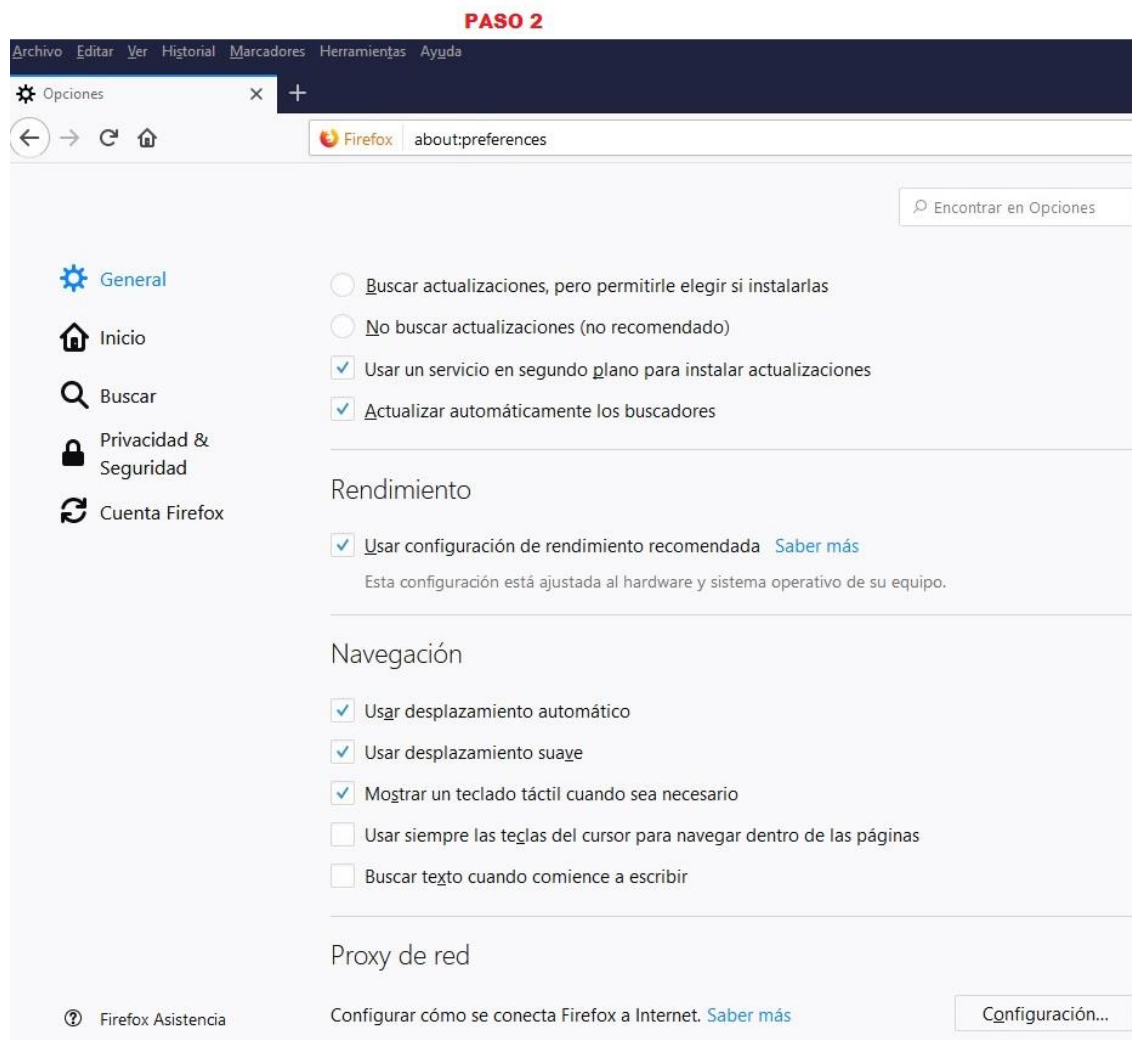 PASO 2
Archivo Editar Ver Historial Marcadores Herramientas Ayuda
Opciones
Firefox about:preferences
Encontrar en Opciones
General
Inicio
Buscar
Privacidad &
Seguridad
Cuenta Firefox
Buscar actualizaciones, pero permitirle elegir si instalarlas
No buscar actualizaciones (no recomendado)
Usar un servicio en segundo plano para instalar actualizaciones
Actualizar automáticamente los buscadores
Rendimiento
Usar configuración de rendimiento recomendada Saber más
Esta configuración está ajustada al hardware y sistema operativo de su equipo.
Navegación
Usar desplazamiento automático
Usar desplazamiento suave
Mostrar un teclado táctil cuando sea necesario
Usar siempre las teclas del cursor para navegar dentro de las páginas
Buscar texto cuando comience a escribir
Proxy de red
Configurar cómo se conecta Firefox a Internet. Saber más
Configuración...
Firefox Asistencia